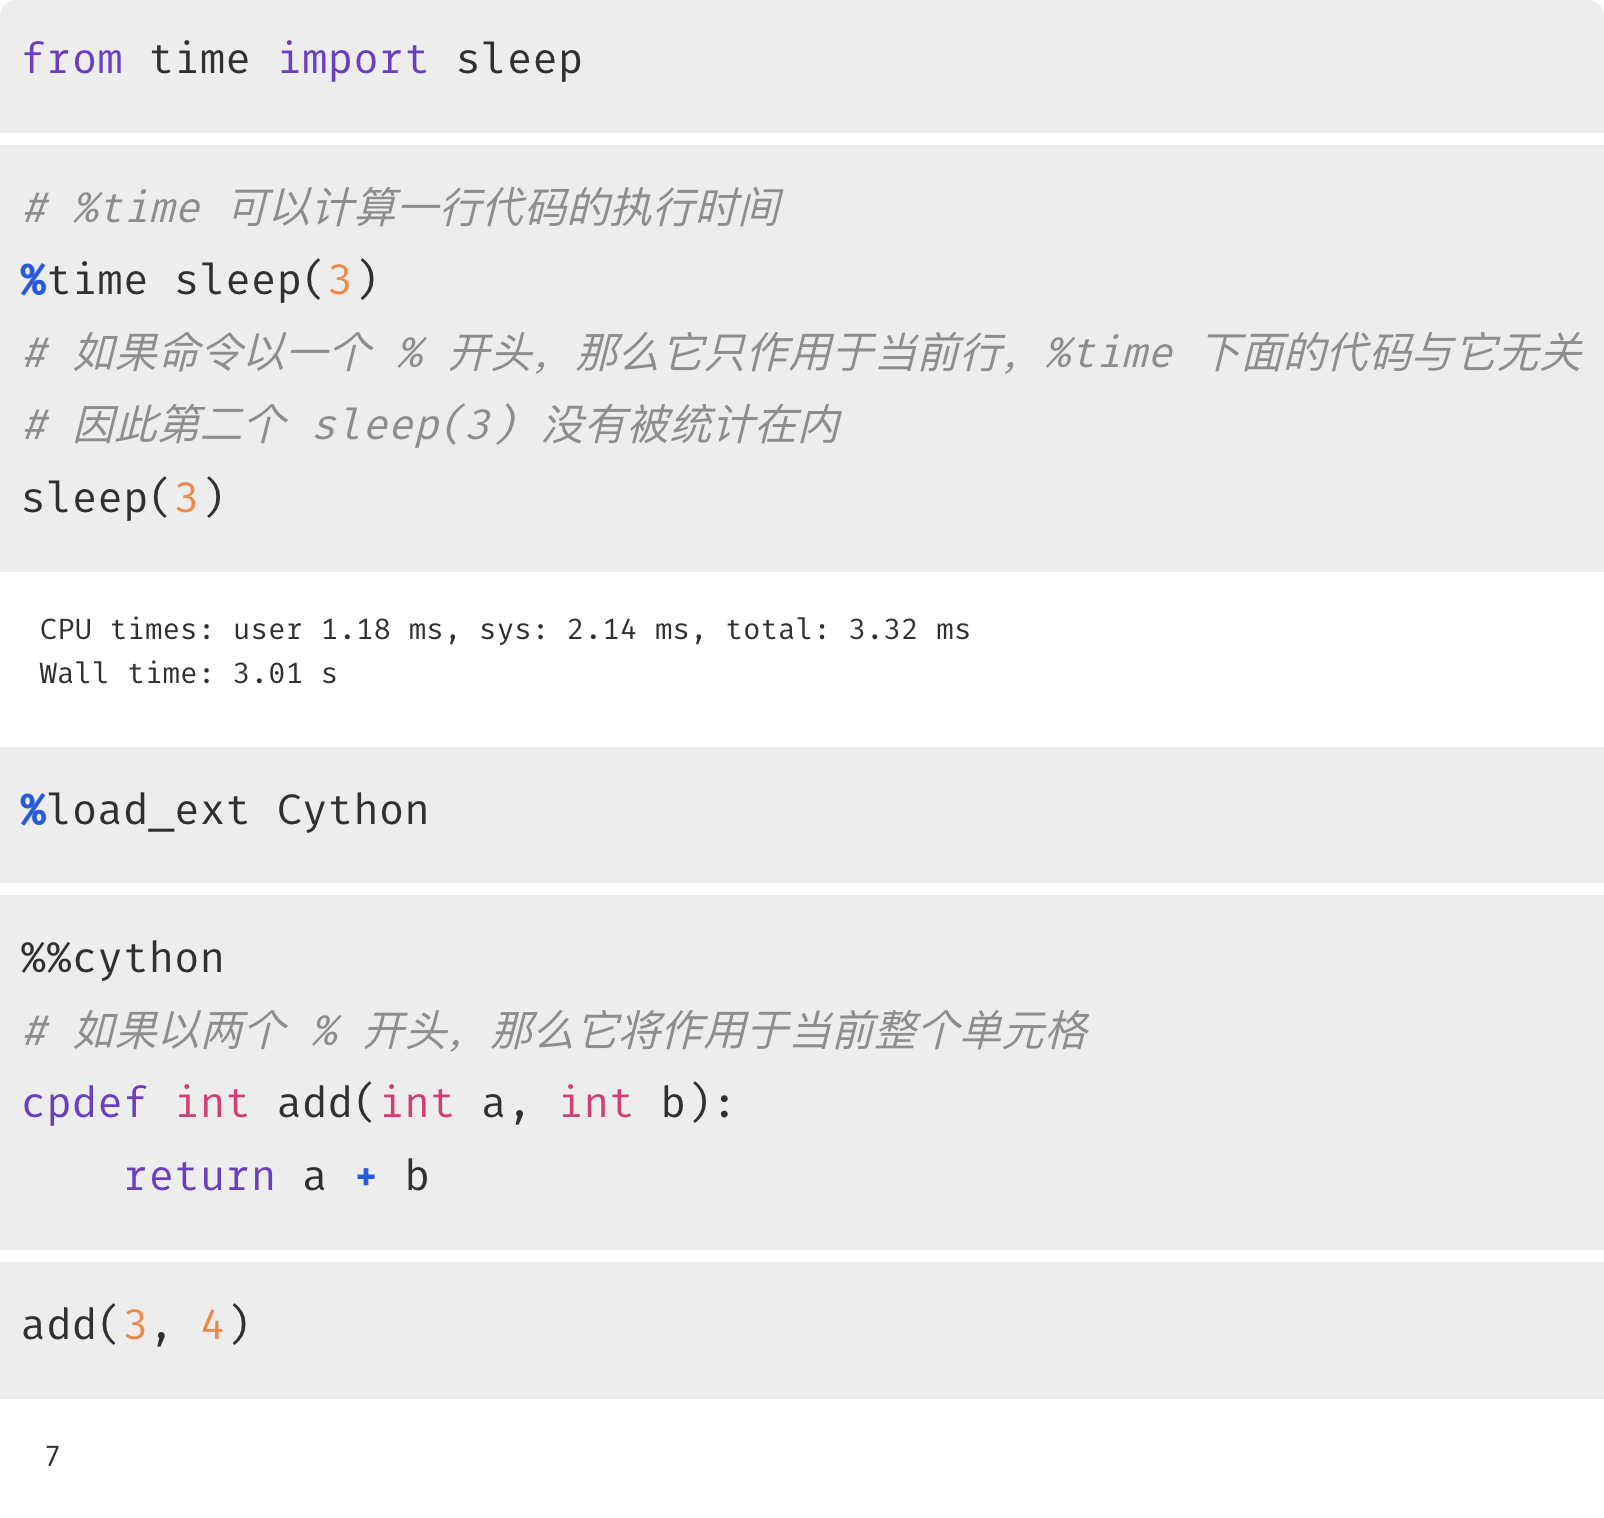 from time import sleep
# %time 可以计算一行代码的执行时间
%time sleep(3)
# 如果命令以一个 % 开头，那么它只作用于当前行，%time 下面的代码与它无关
# 因此第二个 sleep(3) 没有被统计在内
sleep(3)
CPU times: user 1.18 ms, sys: 2.14 ms, total: 3.32 ms
Wall time: 3.01 s
%load_ext Cython
%%cython
# 如果以两个 % 开头，那么它将作用于当前整个单元格
cpdef int add(int a, int b):
    return a + b
add(3, 4)
7